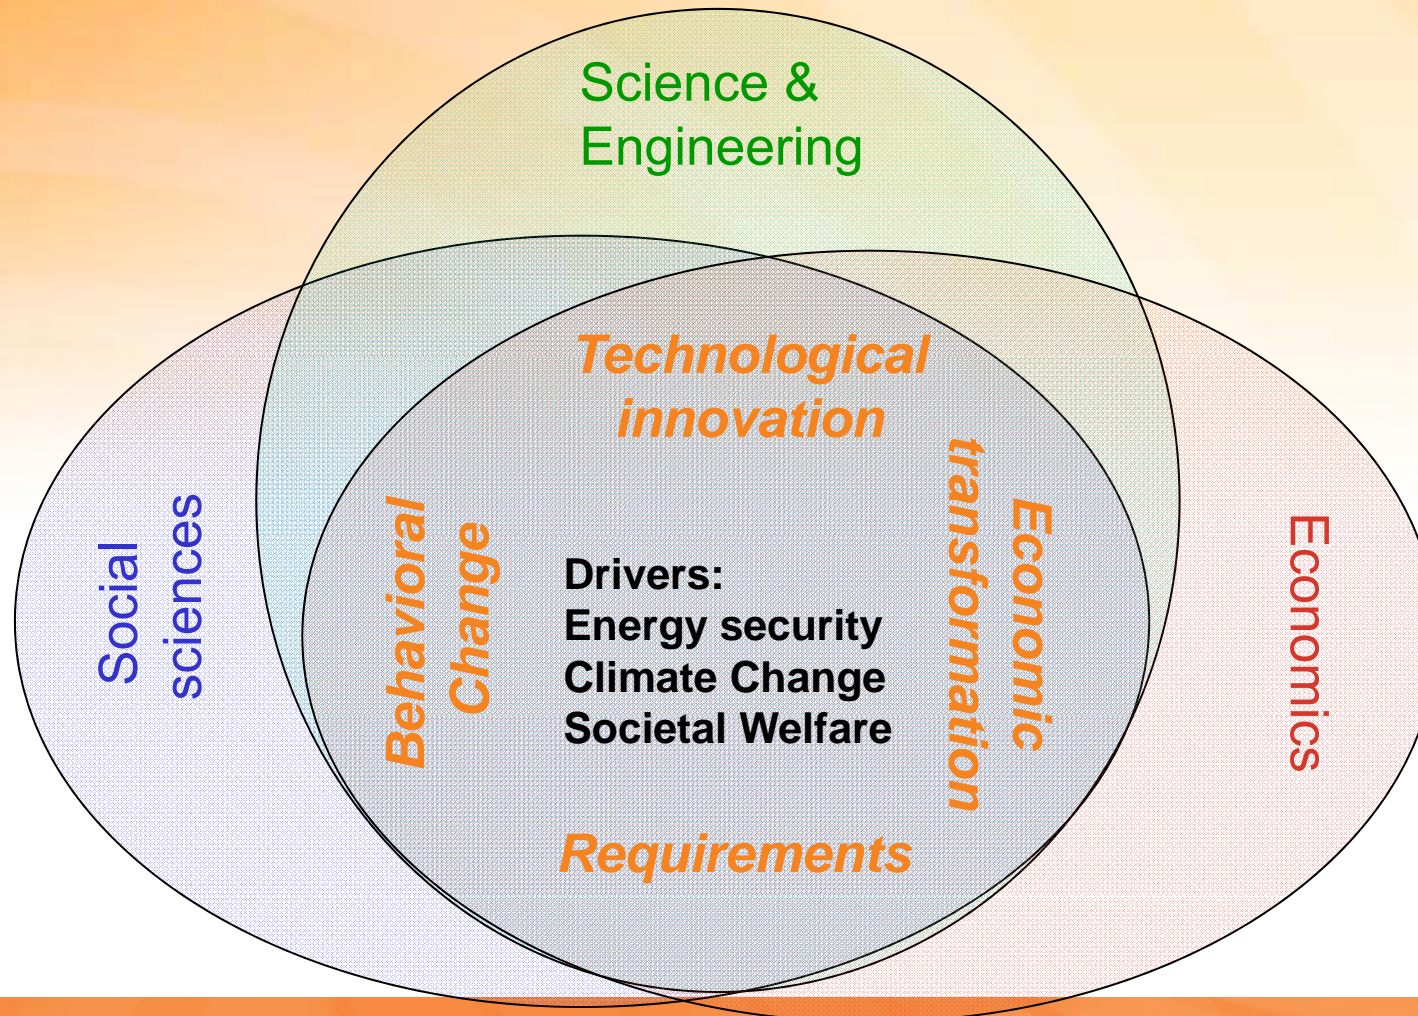 Science &
Engineering
Technological
innovation
Social
sciences
Behavioral
Change
Drivers:
Energy security
Climate Change
Societal Welfare
Economic
transformation
Economics
Requirements